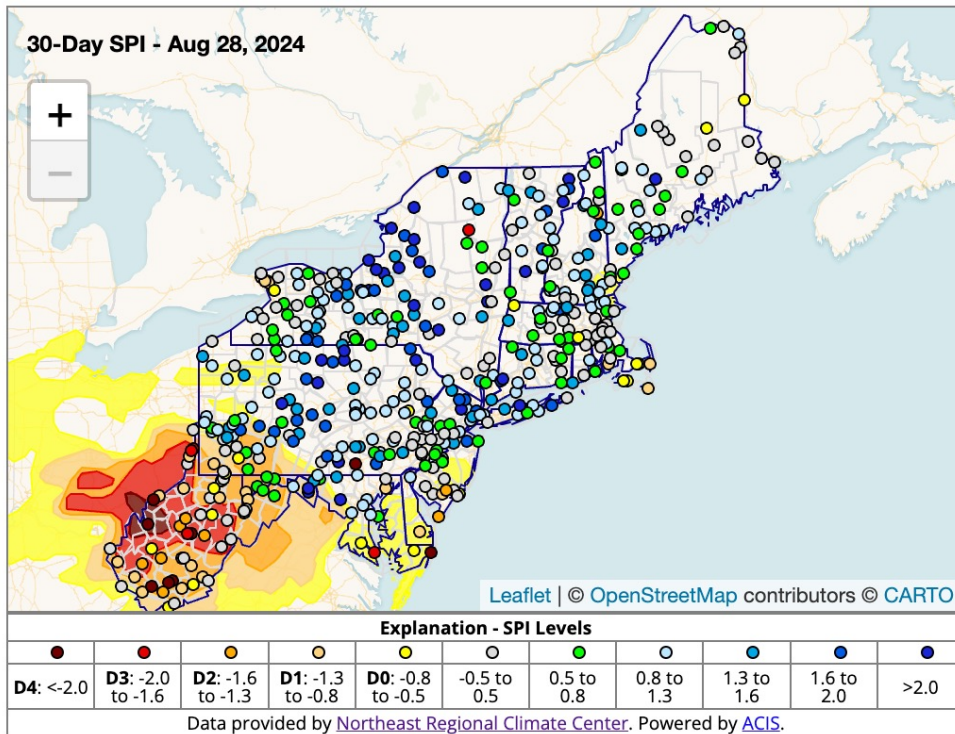 30-Day SPI - Aug 28, 2024
+
−
Leaflet | © OpenStreetMap contributors © CARTO
Explanation - SPI Levels
D4: <-2.0
D3: -2.0
to -1.6
D2: -1.6
to -1.3
D1: -1.3
to -0.8
D0: -0.8
to -0.5
-0.5 to
0.5
0.5 to
0.8
0.8 to
1.3
1.3 to
1.6
1.6 to
2.0
>2.0
Data provided by Northeast Regional Climate Center. Powered by ACIS.